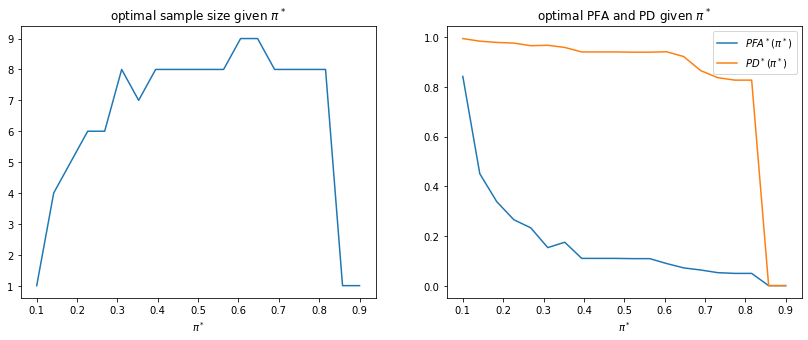 optimal sample size given π*
9
8
7
6
5
4
3
2
1
0.1 0.2 0.3 0.4 0.5 0.6 0.7 0.8 0.9
π*
optimal PFA and PD given π*
1.0
0.8
0.6
0.4
0.2
0.0
PFA*(π*)
PD*(π*)
0.1 0.2 0.3 0.4 0.5 0.6 0.7 0.8 0.9
π*